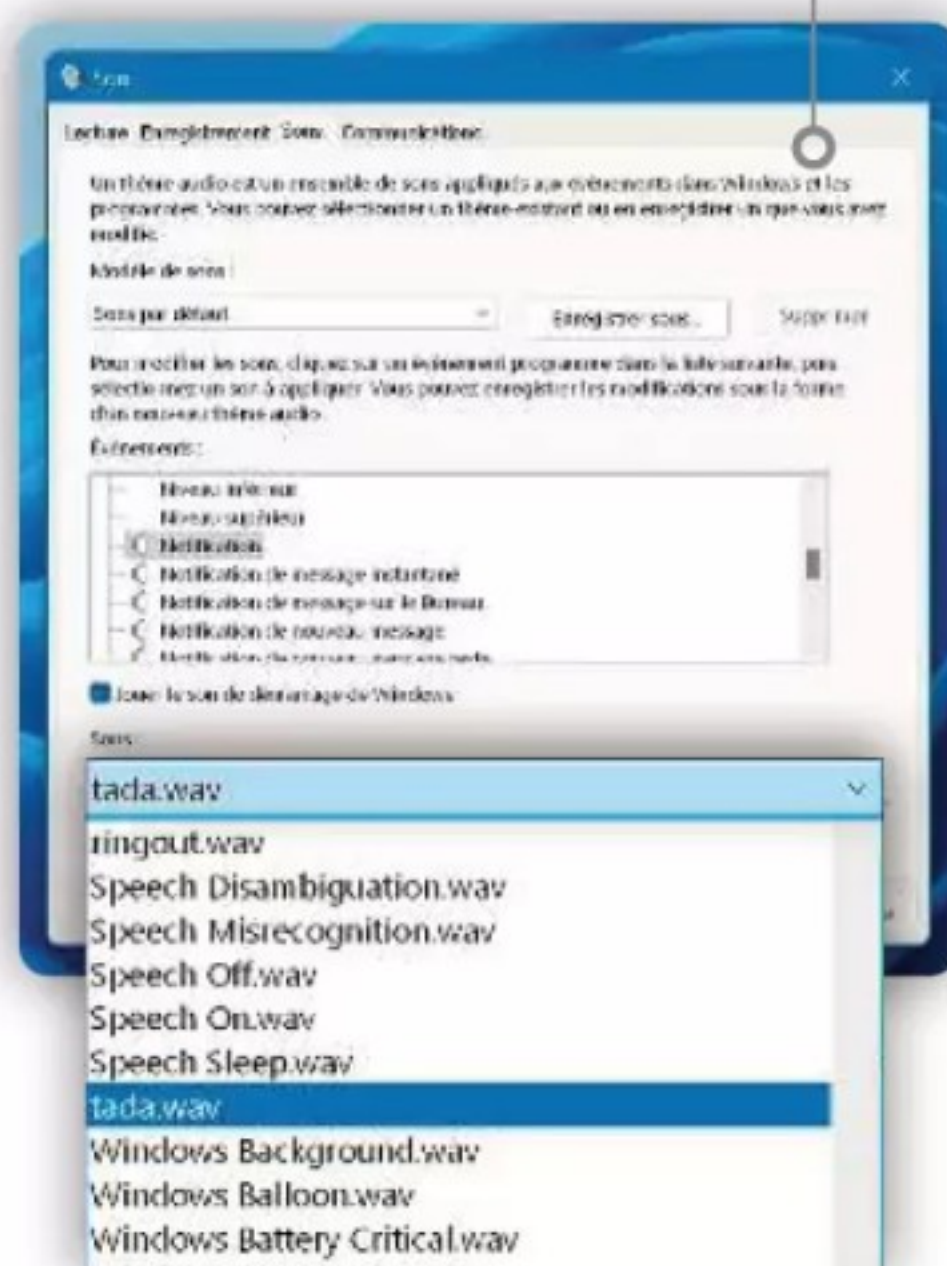 Son
Lecture Enregistrement Sons Communications
Un thème audio est un ensemble de sons appliqués aux événements dans Windows et les
programmes. Vous pouvez sélectionner un thème existant ou en enregistrer un que vous avez
modifié.
Modèle de sons :
Sons par défaut
Enregistrer sous...
Supprimer
Pour modifier les sons, cliquez sur un événement programme dans la liste suivante, puis
sélectionnez un son à appliquer. Vous pouvez enregistrer les modifications sous la forme
d'un nouveau thème audio.
Événements :
Niveau inférieur
Niveau supérieur
Notification
Notification de message instantané
Notification de message sur le Bureau
Notification de nouveau message
Jouer le son de démarrage de Windows
Sons
tada.wav
ringout.wav
Speech Disambiguation.wav
Speech Misrecognition.wav
Speech Off.wav
Speech On.wav
Speech Sleep.wav
tada.wav
Windows Background.wav
Windows Balloon.wav
Windows Battery Critical.wav